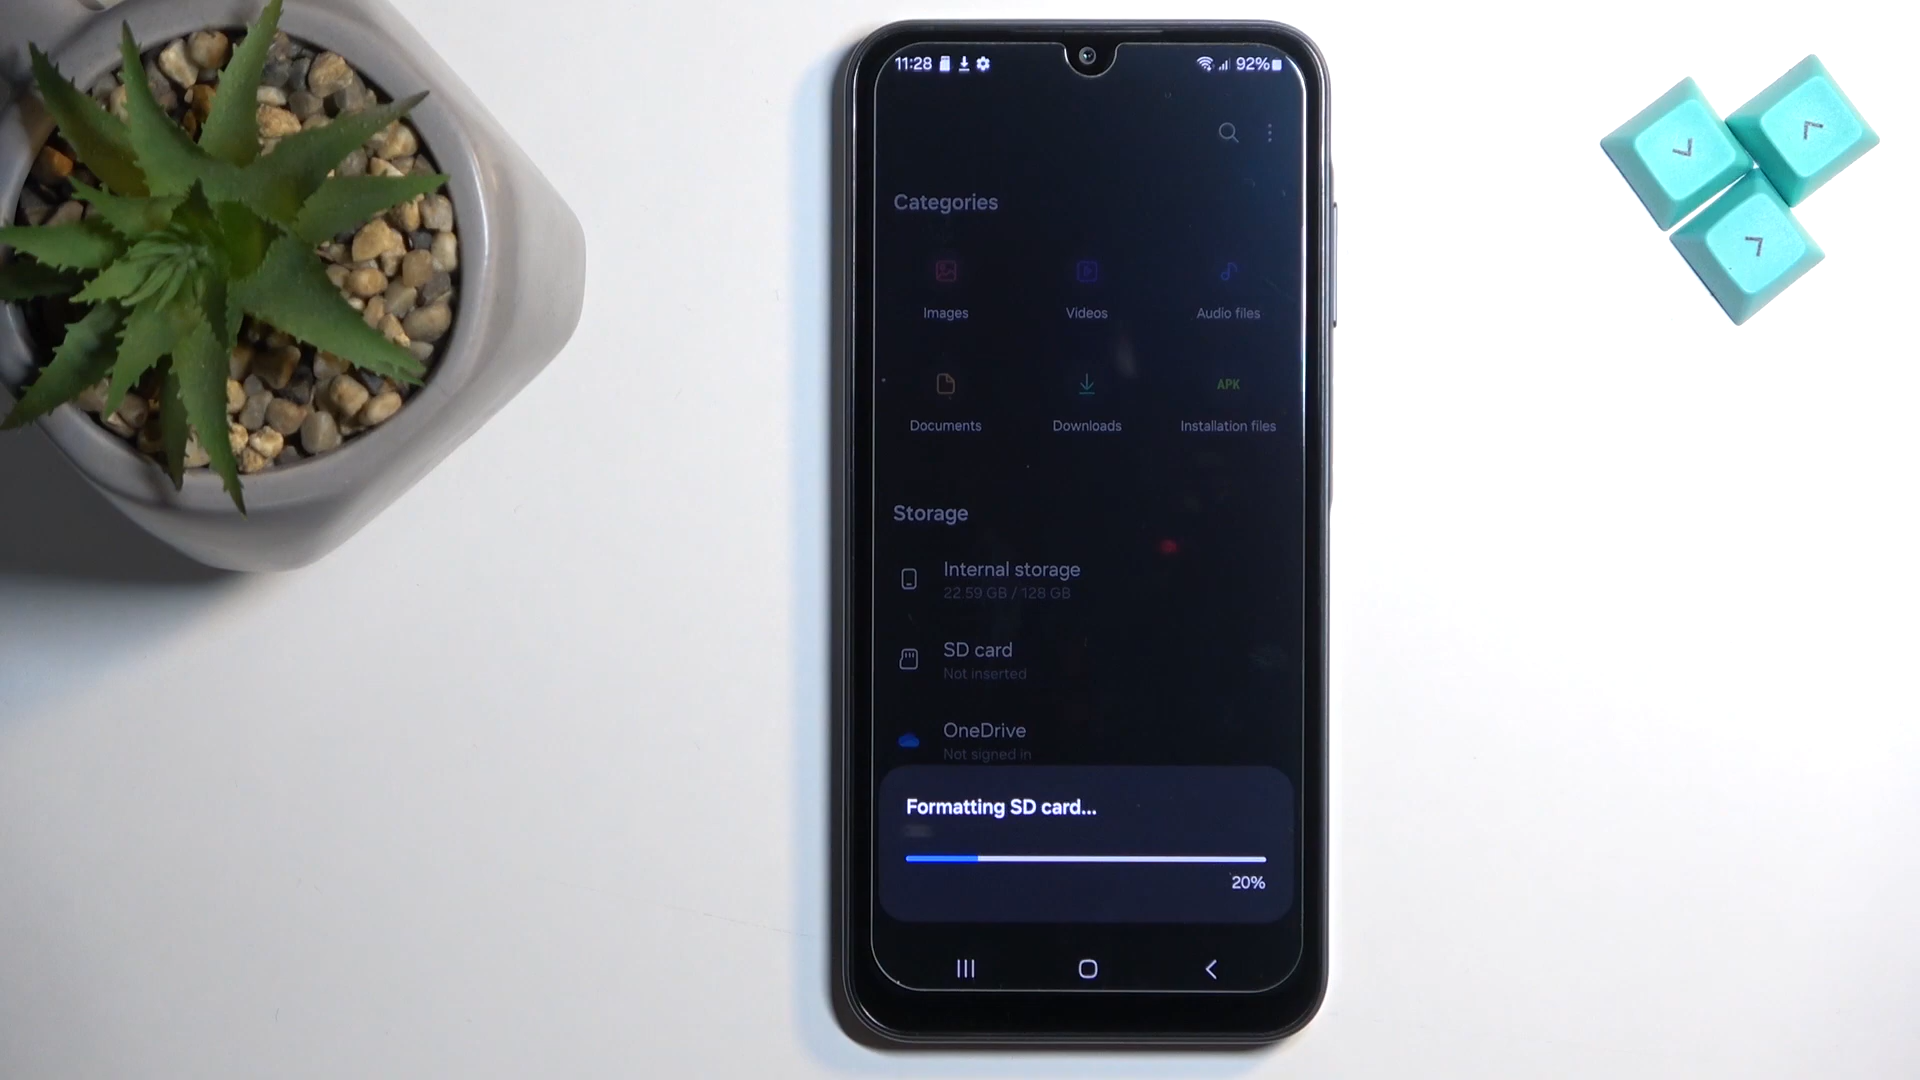 11:28
92%
Categories
Images
Videos
Audio files
APK
Documents
Downloads
Installation files
Storage
Internal storage
22.59 GB / 128 GB
SD card
Not inserted
OneDrive
Not signed in
Formatting SD card...
20%